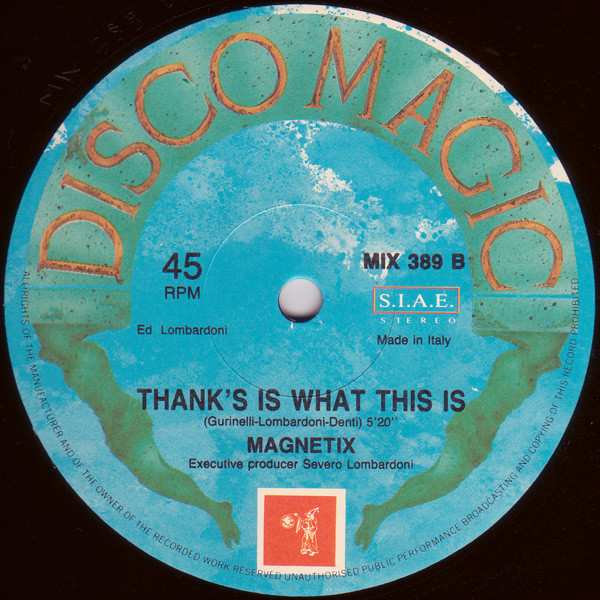 DISCO MAGIC
45
RPM
MIX 389 B
S.I.A.E.
STEREO
Ed Lombardoni
Made in Italy
THANK'S IS WHAT THIS IS
(Gurinelli-Lombardoni-Denti) 5'20''
MAGNETIX
Executive producer Severo Lombardoni
ALL RIGHTS OF THE MANUFACTURER AND OF THE OWNER OF THE RECORDED WORK RESERVED UNAUTHORISED PUBLIC PERFORMANCE BROADCASTING AND COPYING OF THIS RECORD PROHIBITED